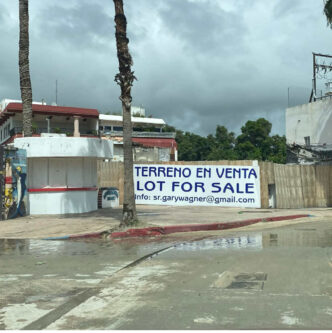 TERRENO EN VENTA
LOT FOR SALE
Info: sr.garywagner@gmail.com